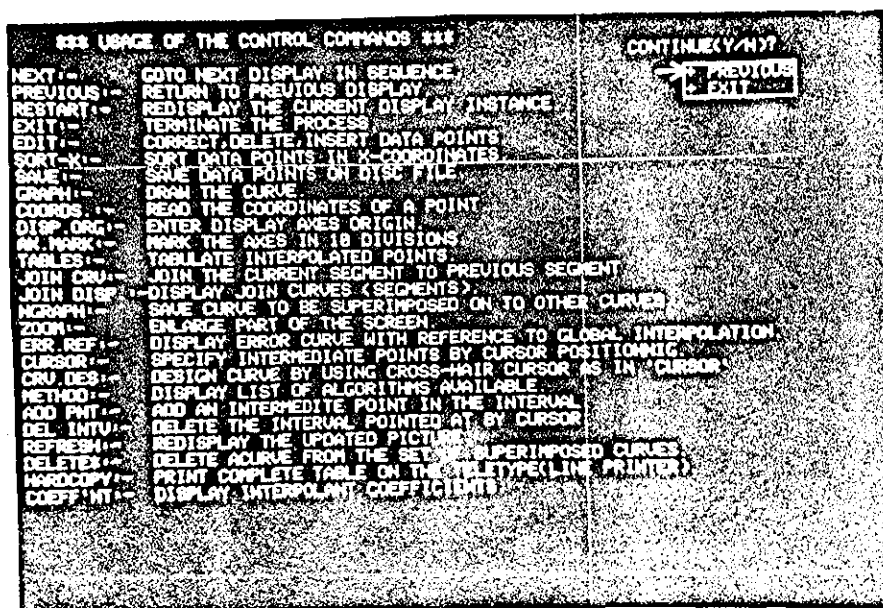 *** USAGE OF THE CONTROL COMMANDS ***
CONTINUE(Y/N)?
> PREVIOUS
> EXIT
NEXT:- GOTO NEXT DISPLAY IN SEQUENCE.
PREVIOUS:- RETURN TO PREVIOUS DISPLAY.
RESTART:- REDISPLAY THE CURRENT DISPLAY INSTANCE.
EXIT:- TERMINATE THE PROCESS.
EDIT:- CORRECT,DELETE,INSERT DATA POINTS.
SORT-X:- SORT DATA POINTS IN X-COORDINATES.
SAVE:- SAVE DATA POINTS ON DISC FILE.
GRAPH:- DRAW THE CURVE.
COORDS.:- READ THE COORDINATES OF A POINT.
DISP.ORG:- ENTER DISPLAY AXES ORIGIN.
AX.MARK:- MARK THE AXES IN 10 DIVISIONS.
TABLES:- TABULATE INTERPOLATED POINTS.
JOIN CRV:- JOIN THE CURRENT SEGMENT TO PREVIOUS SEGMENT.
JOIN DISP :-DISPLAY JOIN CURVES (SEGMENTS).
NGRAPH:- SAVE CURVE TO BE SUPERIMPOSED ON TO OTHER CURVES.
ZOOM:- ENLARGE PART OF THE SCREEN.
ERR.REF:- DISPLAY ERROR CURVE WITH REFERENCE TO GLOBAL INTERPOLATION.
CURSOR:- SPECIFY INTERMEDIATE POINTS BY CURSOR POSITIONNIG.
CRV.DES:- DESIGN CURVE BY USING CROSS-HAIR CURSOR AS IN 'CURSOR'
METHOD:- DISPLAY LIST OF ALGORITHMS AVAILABLE.
ADD PNT:- ADD AN INTERMEDITE POINT IN THE INTERVAL.
DEL INTV:- DELETE THE INTERVAL POINTED AT BY CURSOR.
REFRESH:- REDISPLAY THE UPDATED PICTURE.
DELETE*:- DELETE ACURVE FROM THE SET OF SUPERIMPOSED CURVES.
HARDCOPY:- PRINT COMPLETE TABLE ON THE TELETYPE(LINE PRINTER)
COEFF'NT:- DISPLAY INTERPOLANT COEFFICIENTS.